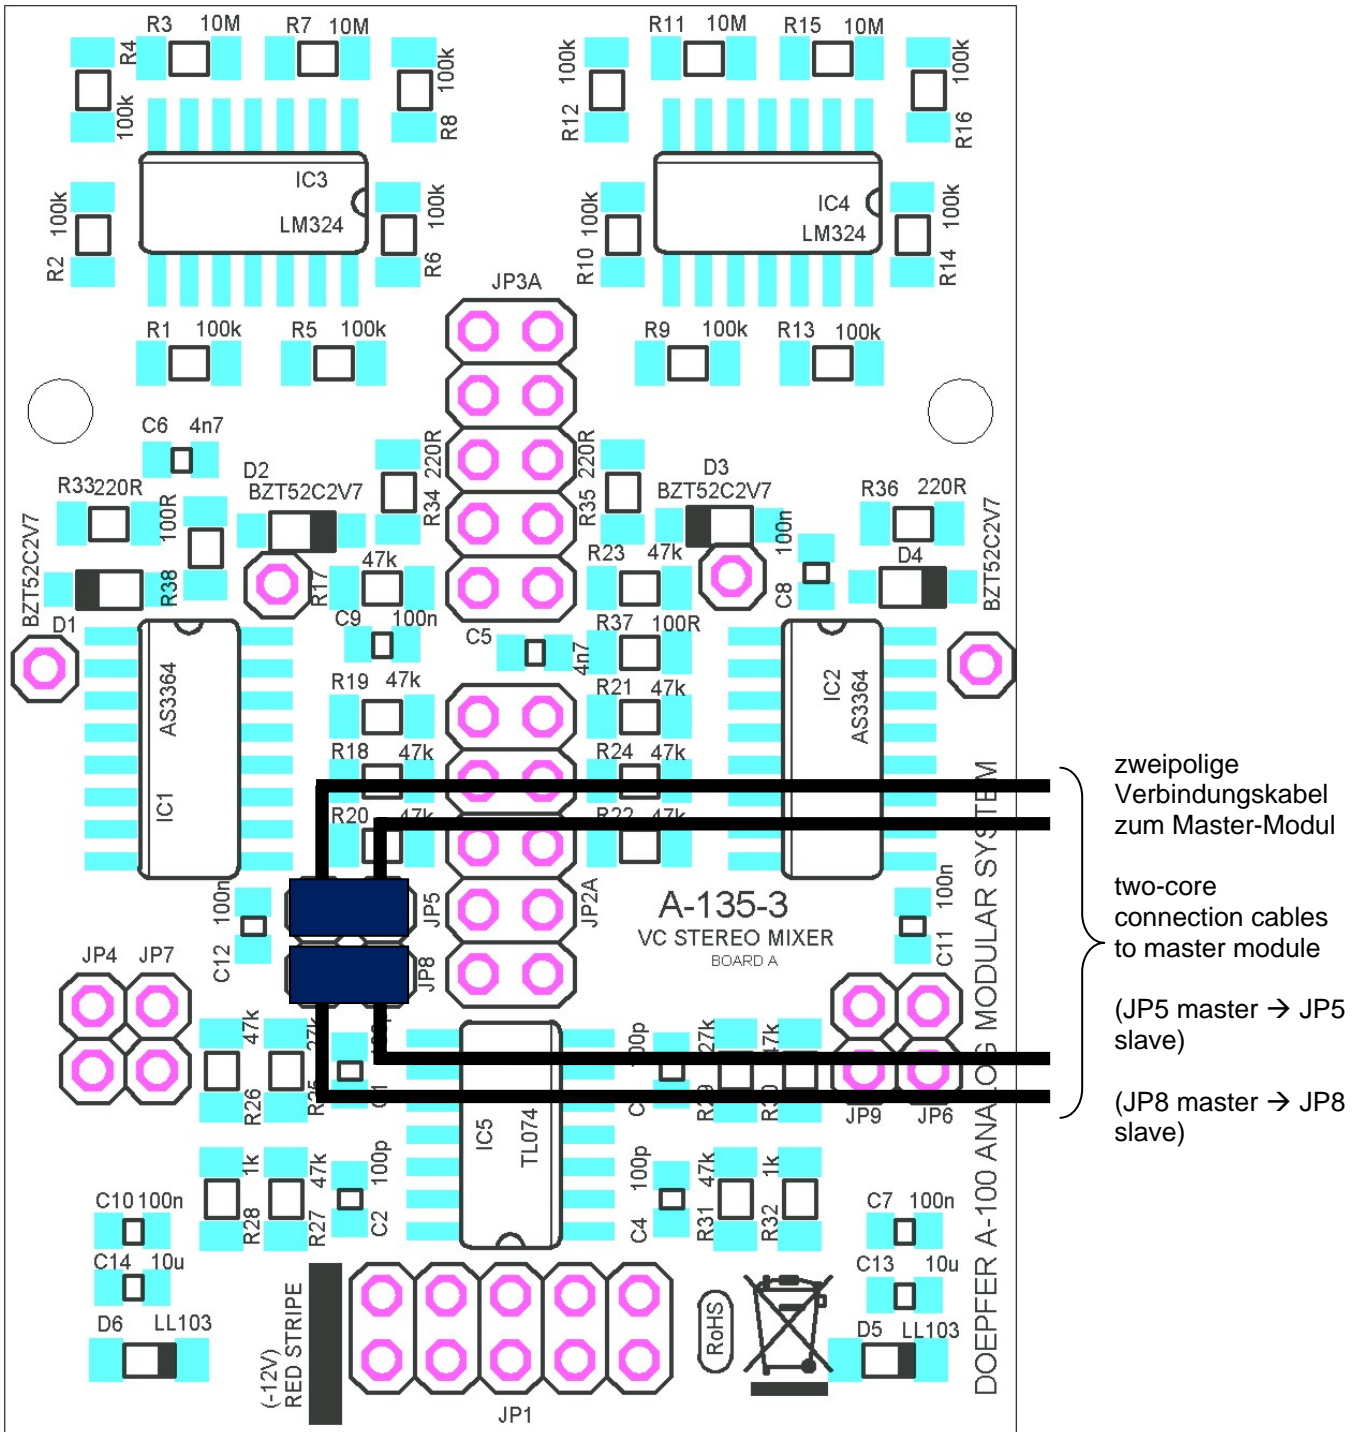 R3 10M R7 10M
R11 10M R15 10M
R4
100k
100k
R8
100k
R12
100k
R16
IC3
LM324
IC4
LM324
100k
R2
100k
R6
100k
R10
100k
R14
JP3A
R1 100k R5 100k
R9 100k R13 100k
C6 4n7
R33 220R
100R
R38
D2
BZT52C2V7
220R
R34
220R
R35
D3
BZT52C2V7
100n
C8
R36 220R
D4
BZT52C2V7
BZT52C2V7
D1
R17
47k
R23 47k
C9 100n
C5
4n7
R37 100R
AS3364
IC1
IC2
AS3364
R19 47k
R21 47k
R18 47k
R24 47k
R20 47k
R22 47k
100n
C12
JP5
JP8
JP2A
A-135-3
VC STEREO MIXER
BOARD A
100n
C11
JP4 JP7
47k
R26
27k
R25
C1
IC5
TL074
27k
R29
47k
JP9 JP6
1k
R28
47k
R27
100p
C2
100p
C4
47k
R31
1k
R32
C10 100n
C7 100n
C14 10u
C13 10u
D6 LL103
D5 LL103
(-12V)
RED STRIPE
JP1
RoHS
DOEPFER A-100 ANALOG MODULAR SYSTEM
zweipolige
Verbindungskabel
zum Master-Modul
two-core
connection cables
to master module
(JP5 master → JP5
slave)
(JP8 master → JP8
slave)